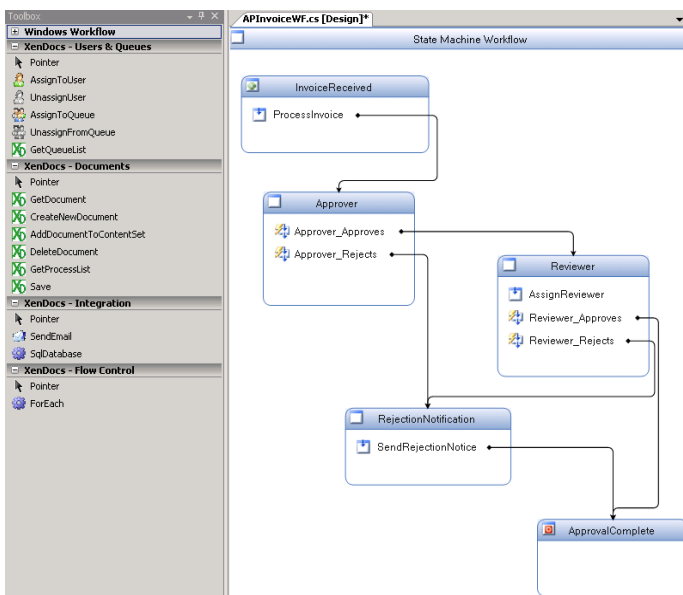 Toolbox
Windows Workflow
XenDocs - Users & Queues
Pointer
AssignToUser
UnassignUser
AssignToQueue
UnassignFromQueue
GetQueueList
XenDocs - Documents
Pointer
GetDocument
CreateNewDocument
AddDocumentToContentSet
DeleteDocument
GetProcessList
Save
XenDocs - Integration
Pointer
SendEmail
SqlDatabase
XenDocs - Flow Control
Pointer
ForEach
APInvoiceWF.cs [Design]*
State Machine Workflow
InvoiceReceived
ProcessInvoice
Approver
Approver_Approves
Approver_Rejects
Reviewer
AssignReviewer
Reviewer_Approves
Reviewer_Rejects
RejectionNotification
SendRejectionNotice
ApprovalComplete